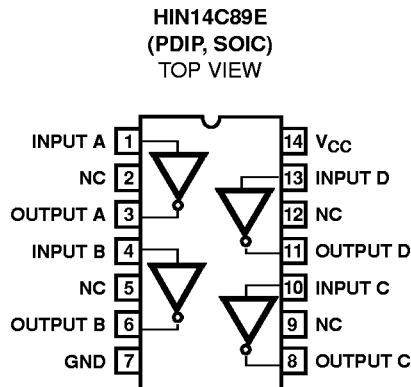 HIN14C89E
(PDIP, SOIC)
TOP VIEW
INPUT A 1
NC 2
OUTPUT A 3
INPUT B 4
NC 5
OUTPUT B 6
GND 7
14 VCC
13 INPUT D
12 NC
11 OUTPUT D
10 INPUT C
9 NC
8 OUTPUT C